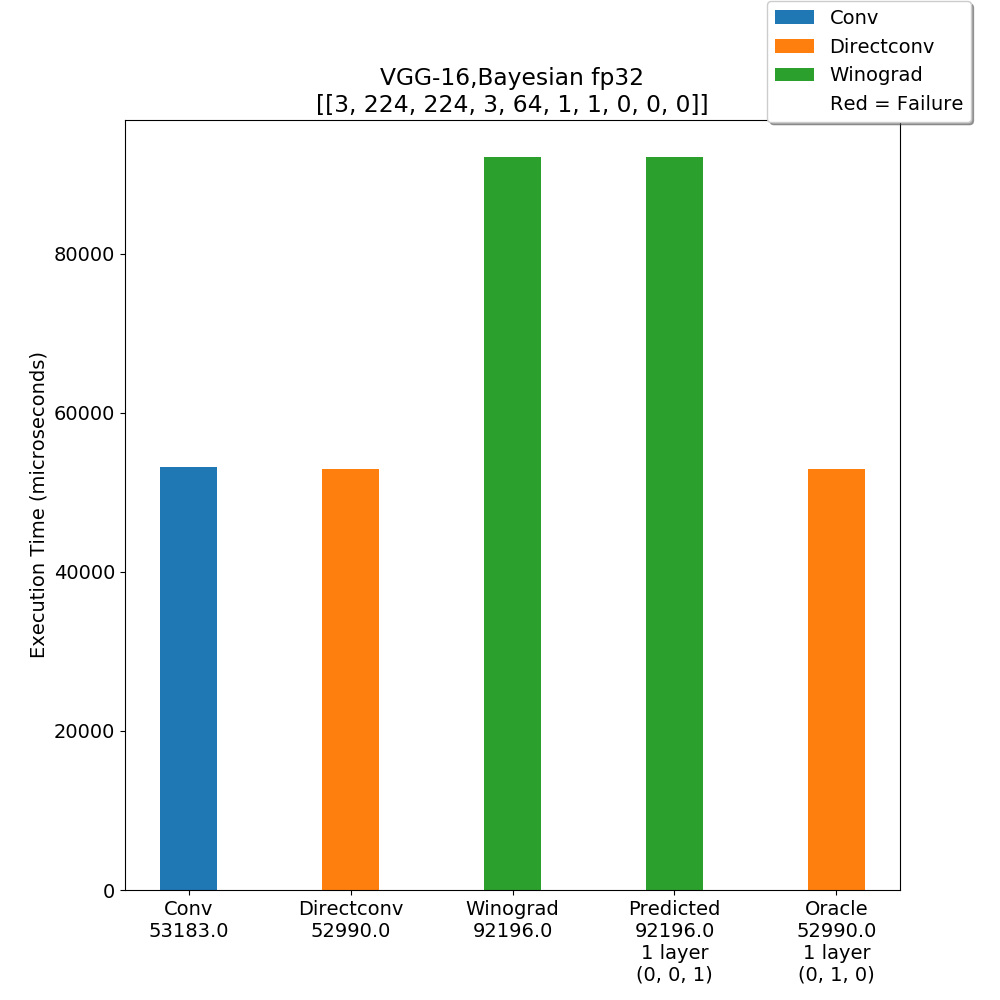 Conv
Directconv
Winograd
Red = Failure
VGG-16,Bayesian fp32
[[3, 224, 224, 3, 64, 1, 1, 0, 0, 0]]
Execution Time (microseconds)
80000
60000
40000
20000
0
Conv
53183.0
Directconv
52990.0
Winograd
92196.0
Predicted
92196.0
1 layer
(0, 0, 1)
Oracle
52990.0
1 layer
(0, 1, 0)